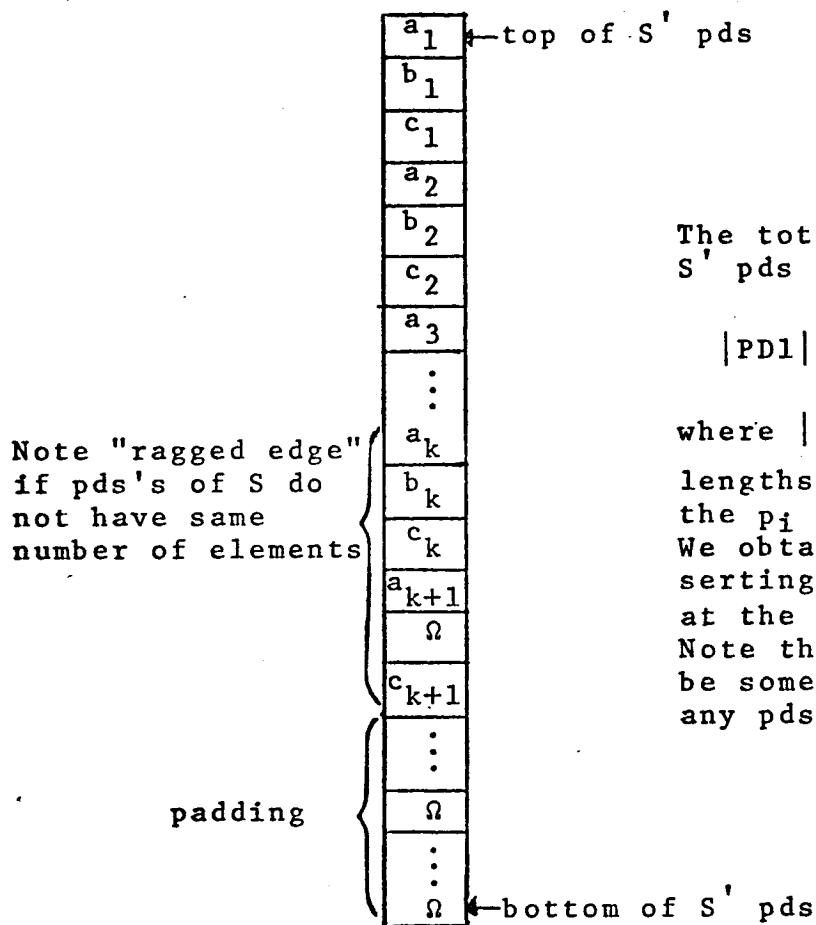 a1
←top of S' pds
b1
c1
a2
b2
c2
a3
⋮
ak
bk
ck
ak+1
Ω
ck+1
⋮
Ω
⋮
Ω
←bottom of S' pds
Note "ragged edge"
if pds's of S do
not have same
number of elements
padding
The tot
S' pds
|PD1|
where |
lengths
the pi
We obta
serting
at the
Note th
be some
any pds